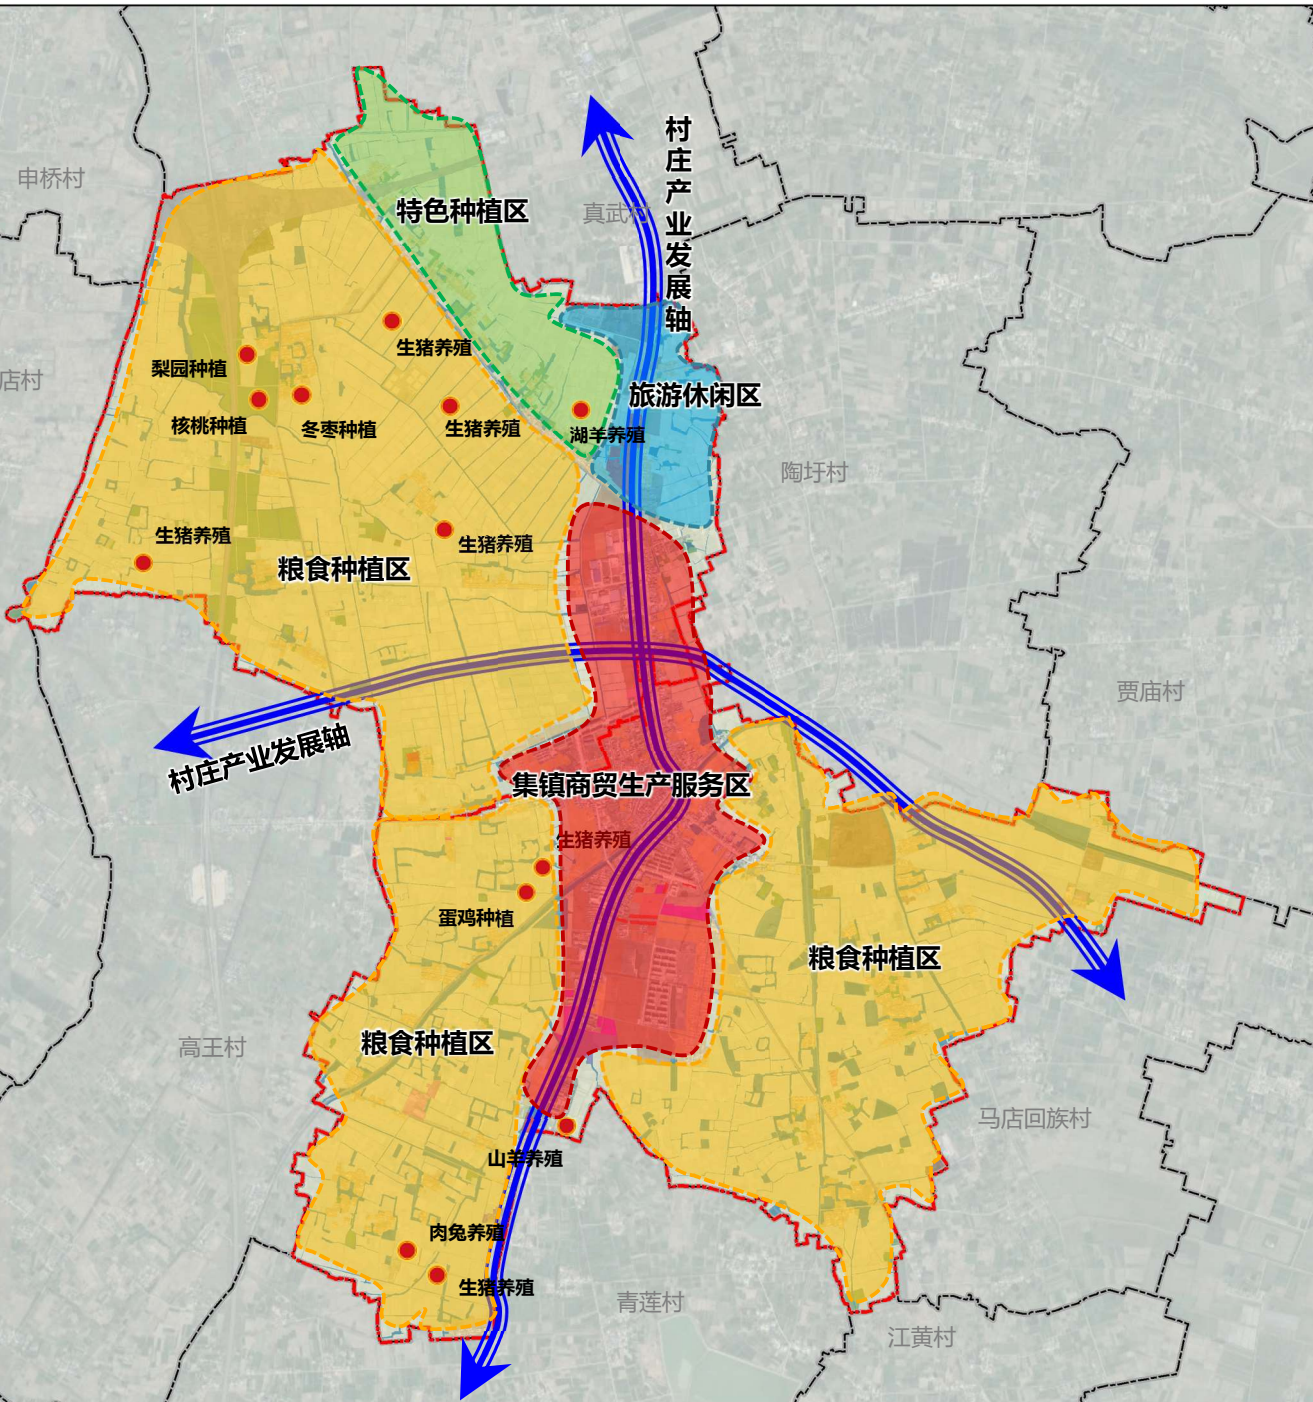 村庄产业发展轴
申桥村
特色种植区
真武村
生猪养殖
梨园种植
店村
旅游休闲区
核桃种植
冬枣种植
生猪养殖
湖羊养殖
陶圩村
生猪养殖
生猪养殖
粮食种植区
贾庙村
村庄产业发展轴
集镇商贸生产服务区
生猪养殖
蛋鸡种植
粮食种植区
粮食种植区
高王村
马店回族村
山羊养殖
肉兔养殖
生猪养殖
青莲村
江黄村